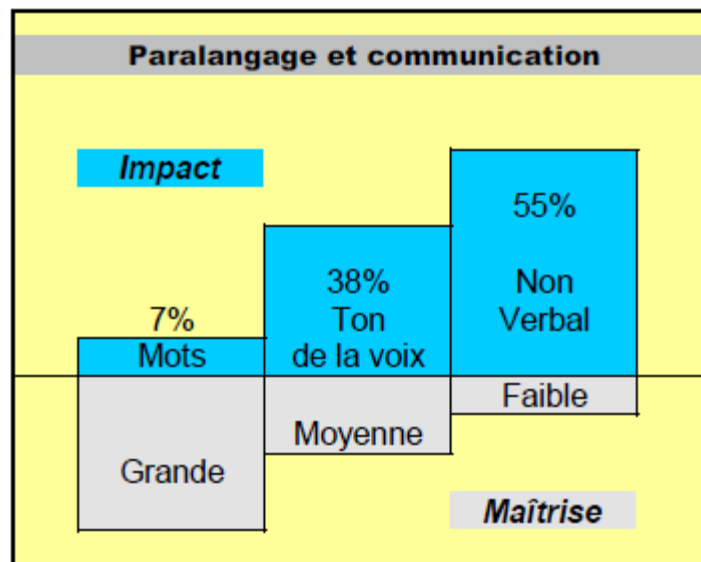 Paralangage et communication
Impact
55%
Non
Verbal
38%
Ton
de la voix
7%
Mots
Faible
Moyenne
Grande
Maîtrise